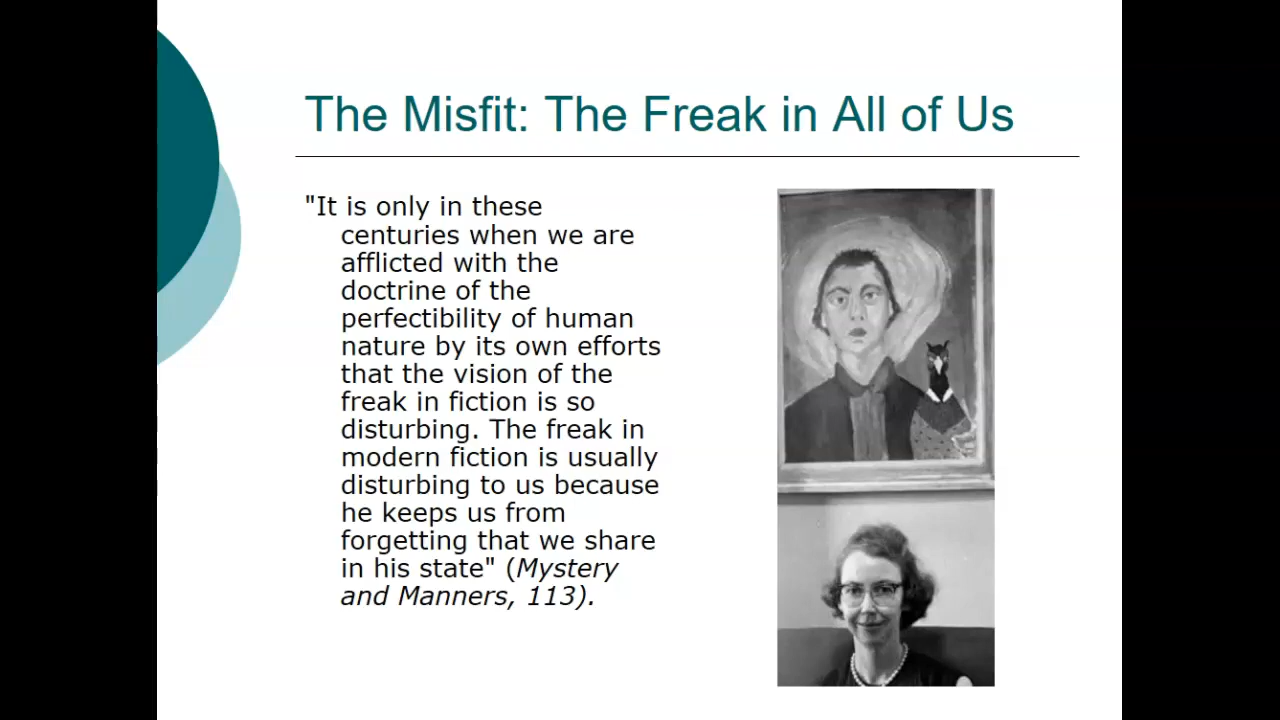 The Misfit: The Freak in All of Us
"It is only in these
centuries when we are
afflicted with the
doctrine of the
perfectibility of human
nature by its own efforts
that the vision of the
freak in fiction is so
disturbing. The freak in
modern fiction is usually
disturbing to us because
he keeps us from
forgetting that we share
in his state" (Mystery
and Manners, 113).